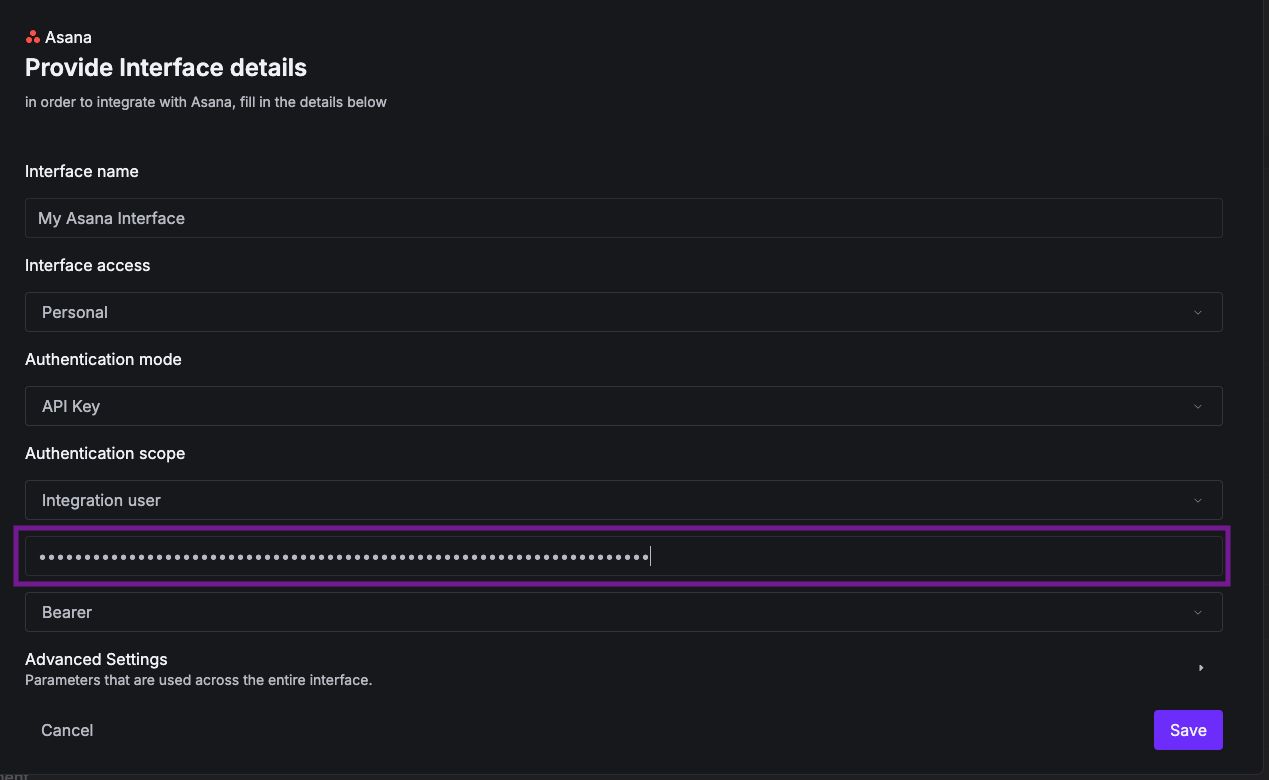 Asana
Provide Interface details
in order to integrate with Asana, fill in the details below
Interface name
My Asana Interface
Interface access
Personal
Authentication mode
API Key
Authentication scope
Integration user
••••••••••••••••••••••••••••••••••••••••••••••••••••••••••••••••••••
Bearer
Advanced Settings
Parameters that are used across the entire interface.
Cancel
Save